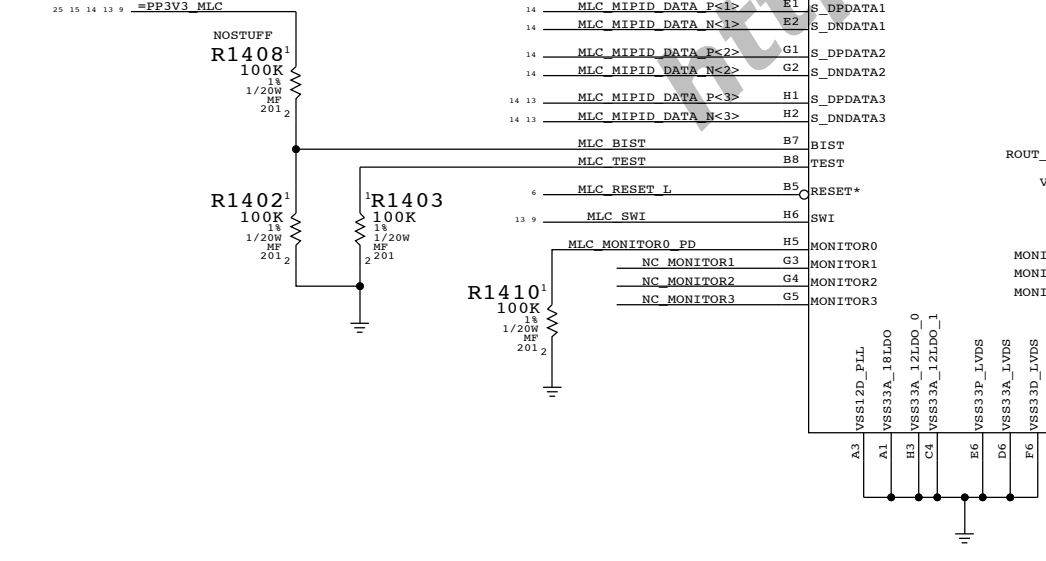 25 15 14 13 9 =PP3V3_MLC
NOSTUFF
R1408 1
100K
1%
1/20W
MF
201 2
R1402 1
100K
1%
1/20W
MF
201 2
1 R1403
100K
1%
1/20W
MF
2 201
R1410 1
100K
1%
1/20W
MF
201 2
14 MLC_MIPID_DATA_P<1> E1 S_DPDATA1
14 MLC_MIPID_DATA_N<1> E2 S_DNDATA1
14 MLC_MIPID_DATA_P<2> G1 S_DPDATA2
14 MLC_MIPID_DATA_N<2> G2 S_DNDATA2
14 13 MLC_MIPID_DATA_P<3> H1 S_DPDATA3
14 13 MLC_MIPID_DATA_N<3> H2 S_DNDATA3
MLC_BIST B7 BIST
MLC_TEST B8 TEST
6 MLC_RESET_L B5 RESET*
13 9 MLC_SWI H6 SWI
MLC_MONITOR0_PD H5 MONITOR0
NC_MONITOR1 G3 MONITOR1
NC_MONITOR2 G4 MONITOR2
NC_MONITOR3 G5 MONITOR3
ROUT_
V
MONI
MONI
MONI
A3 VSS12D_PLL
A1 VSS33A_18LDO
H3 VSS33A_12LDO_0
C4 VSS33A_12LDO_1
E6 VSS33P_LVDS
D6 VSS33A_LVDS
F6 VSS33D_LVDS
htt